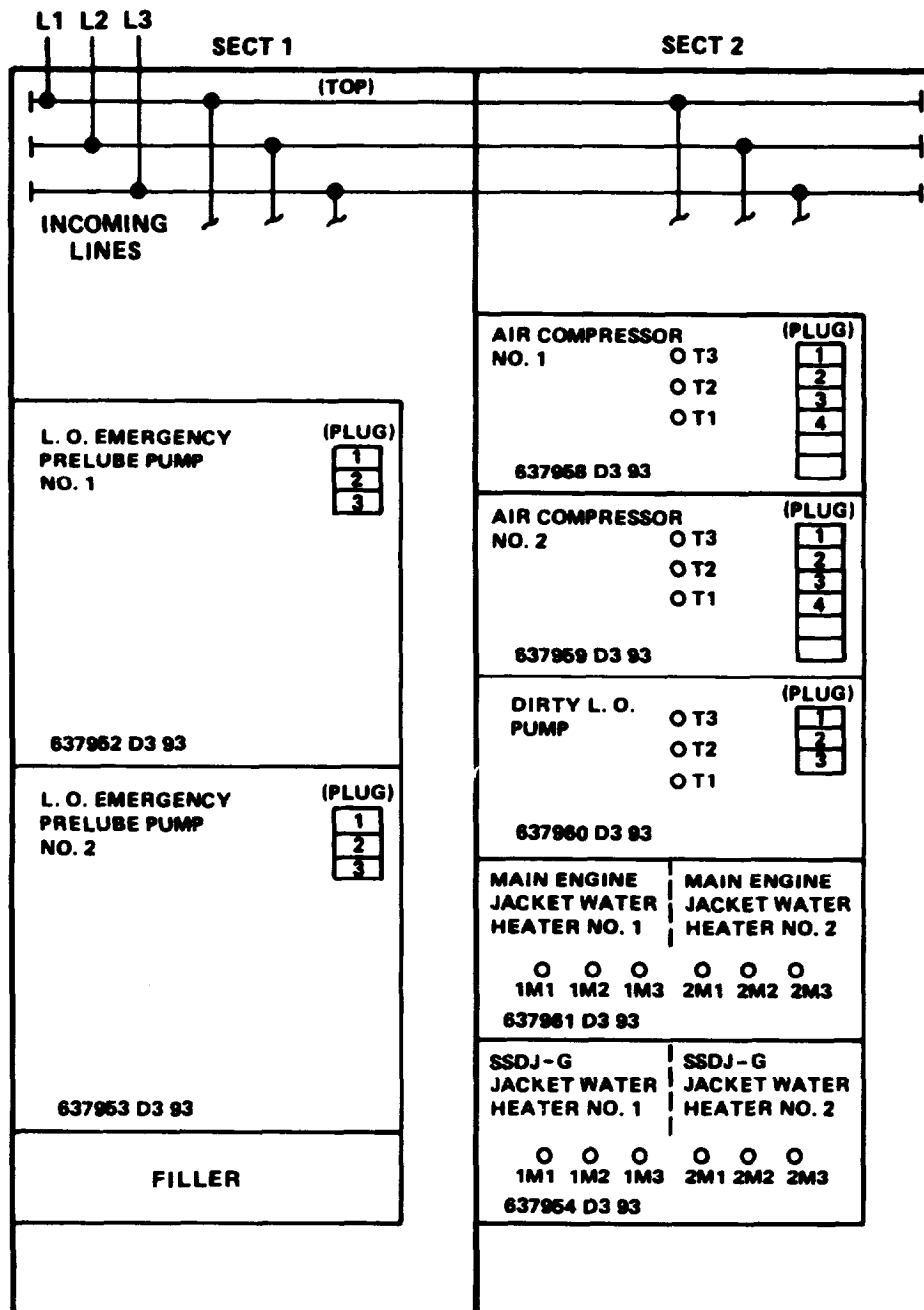 L1 L2 L3
SECT 1
SECT 2
(TOP)
INCOMING
LINES
L. O. EMERGENCY
PRELUBE PUMP
NO. 1
(PLUG)
1
2
3
637952 D3 93
L. O. EMERGENCY
PRELUBE PUMP
NO. 2
(PLUG)
1
2
3
637953 D3 93
FILLER
AIR COMPRESSOR
NO. 1
T3
T2
T1
(PLUG)
1
2
3
4
637958 D3 93
AIR COMPRESSOR
NO. 2
T3
T2
T1
(PLUG)
1
2
3
4
637959 D3 93
DIRTY L. O.
PUMP
T3
T2
T1
(PLUG)
1
2
3
637960 D3 93
MAIN ENGINE
JACKET WATER
HEATER NO. 1
1M1 1M2 1M3
MAIN ENGINE
JACKET WATER
HEATER NO. 2
2M1 2M2 2M3
637961 D3 93
SSDJ-G
JACKET WATER
HEATER NO. 1
1M1 1M2 1M3
SSDJ-G
JACKET WATER
HEATER NO. 2
2M1 2M2 2M3
637954 D3 93